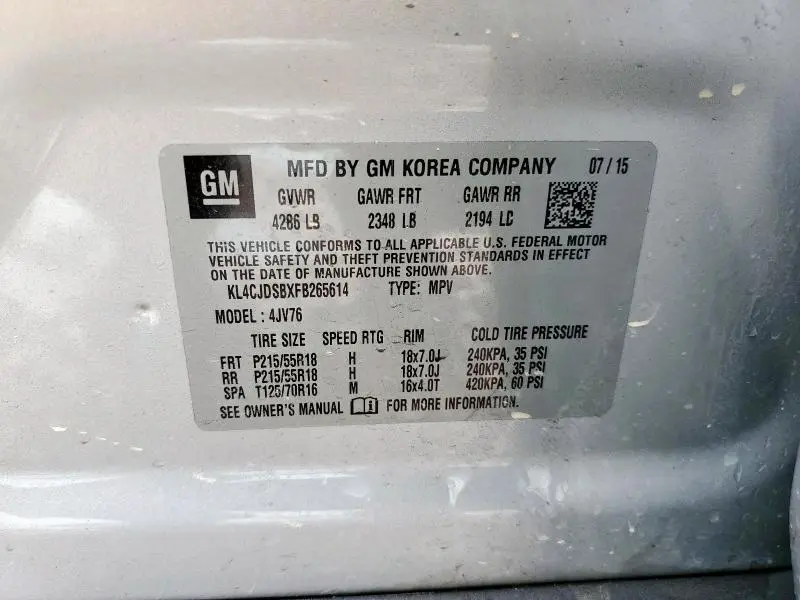 GM MFD BY GM KOREA COMPANY 07 / 15
GVWR GAWR FRT GAWR RR
4286 LB 2348 LB 2194 LC
THIS VEHICLE CONFORMS TO ALL APPLICABLE U.S. FEDERAL MOTOR
VEHICLE SAFETY AND THEFT PREVENTION STANDARDS IN EFFECT
ON THE DATE OF MANUFACTURE SHOWN ABOVE.
KL4CJDSBXFB265614 TYPE: MPV
MODEL : 4JV76
TIRE SIZE SPEED RTG RIM COLD TIRE PRESSURE
FRT P215/55R18 H 18x7.0J 240KPA, 35 PSI
RR P215/55R18 H 18x7.0J 240KPA, 35 PSI
SPA T125/70R16 M 16x4.0T 420KPA, 60 PSI
SEE OWNER'S MANUAL FOR MORE INFORMATION.